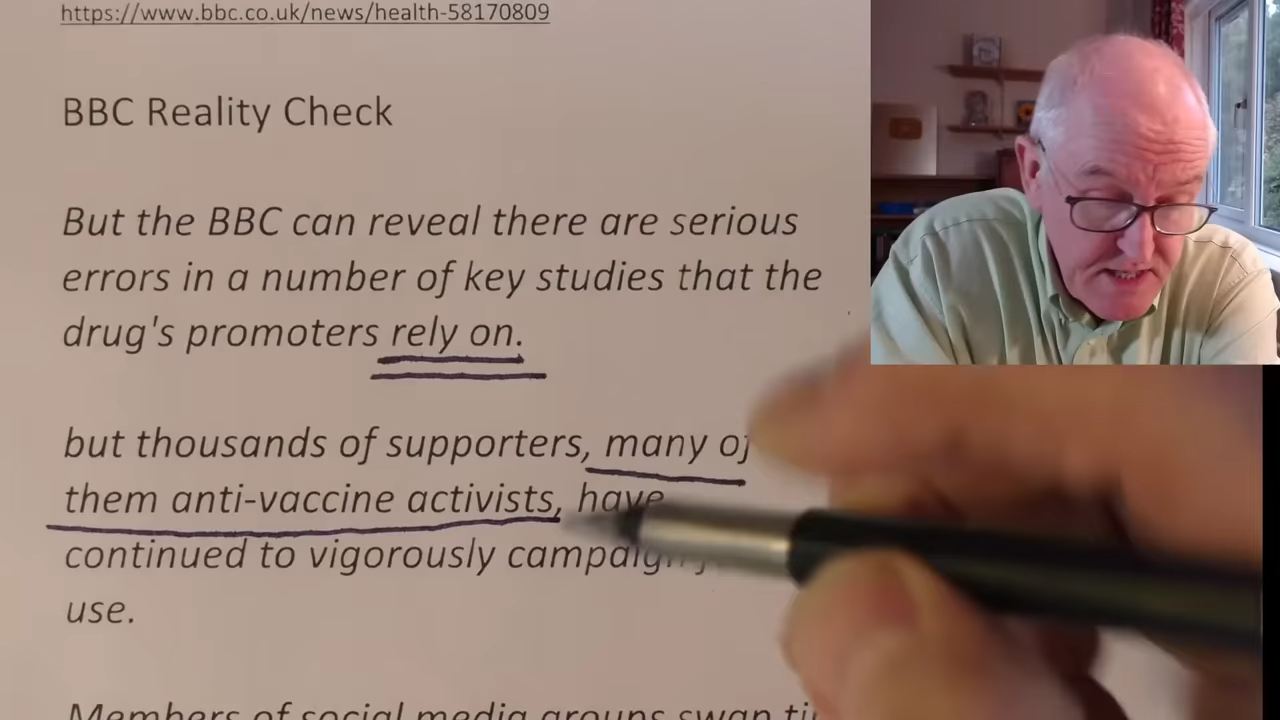 https://www.bbc.co.uk/news/health-58170809
BBC Reality Check
But the BBC can reveal there are serious
errors in a number of key studies that the
drug's promoters rely on.
but thousands of supporters, many of
them anti-vaccine activists, have
continued to vigorously campaign
use.
Members of social media groups swap